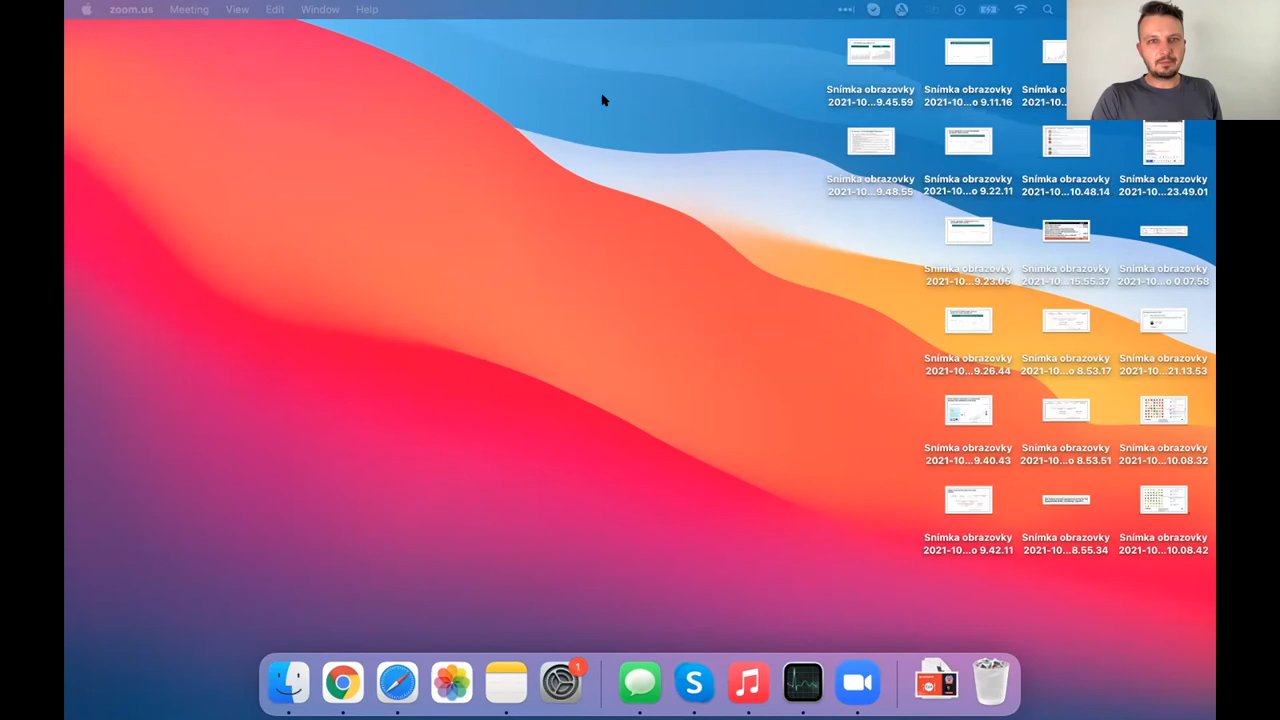 zoom.us Meeting View Edit Window Help
Snímka obrazovky
2021-10...9.45.59
Snímka obrazovky
2021-10...o 9.11.16
Snímka obrazovky
2021-10...9.48.55
Snímka obrazovky
2021-10...o 9.22.11
Snímka obrazovky
2021-10...10.48.14
Snímka obrazovky
2021-10...23.49.01
Snímka obrazovky
2021-10...9.23.06
Snímka obrazovky
2021-10...15.55.37
Snímka obrazovky
2021-10...o 0.07.58
Snímka obrazovky
2021-10...9.26.44
Snímka obrazovky
2021-10...o 8.53.17
Snímka obrazovky
2021-10...21.13.53
Snímka obrazovky
2021-10...9.40.43
Snímka obrazovky
2021-10...o 8.53.51
Snímka obrazovky
2021-10...10.08.32
Snímka obrazovky
2021-10...o 9.42.11
Snímka obrazovky
2021-10...8.55.34
Snímka obrazovky
2021-10...10.08.42
1